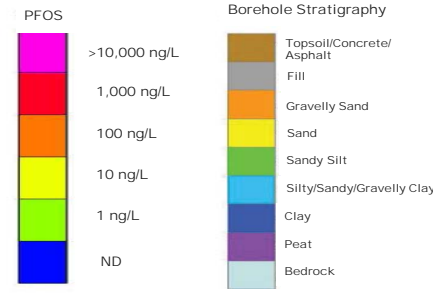 PFOS
>10,000 ng/L
1,000 ng/L
100 ng/L
10 ng/L
1 ng/L
ND
Borehole Stratigraphy
Topsoil/Concrete/
Asphalt
Fill
Gravelly Sand
Sand
Sandy Silt
Silty/Sandy/Gravelly Clay
Clay
Peat
Bedrock